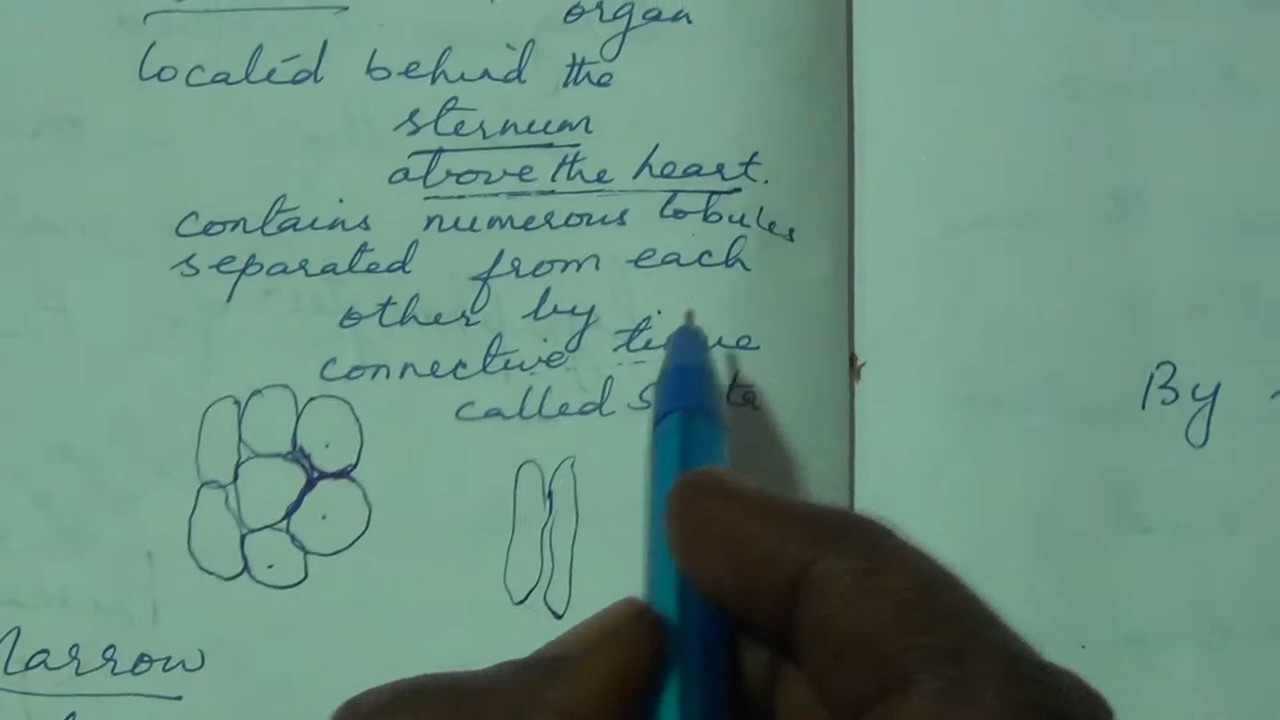 organ
located behind the
sternum
above the heart.
contains numerous lobules
separated from each
other by
connective
called
By
Marrow